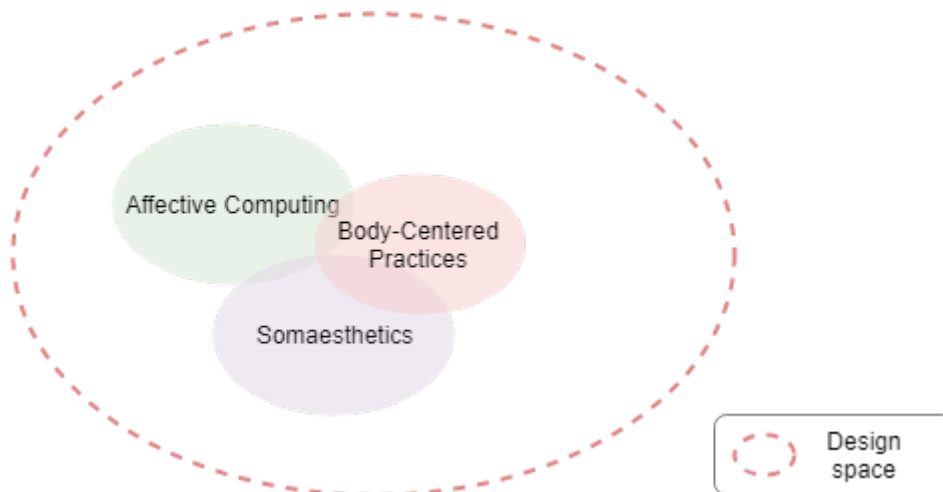 Affective Computing
Body-Centered
Practices
Somaesthetics
Design
space